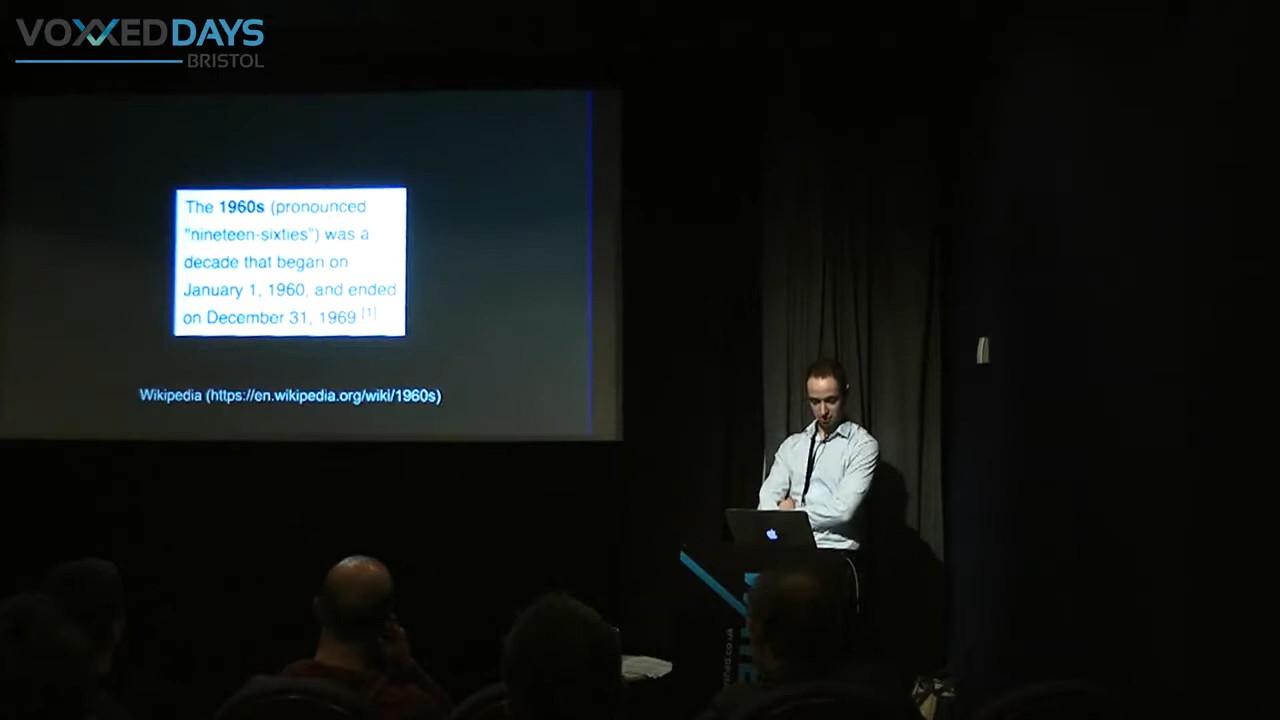 VOXXEDDAYS
BRISTOL
The 1960s (pronounced
"nineteen-sixties") was a
decade that began on
January 1, 1960, and ended
on December 31, 1969.[1]
Wikipedia (https://en.wikipedia.org/wiki/1960s)